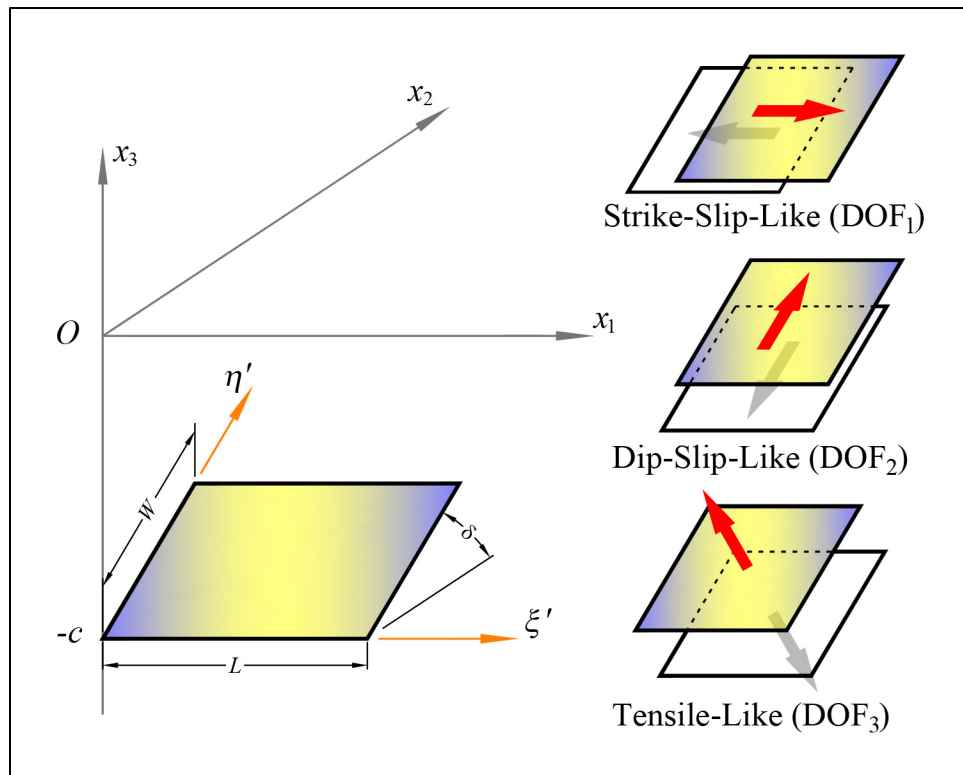 x₂
x₃
Strike-Slip-Like (DOF₁)
O
x₁
η′
Dip-Slip-Like (DOF₂)
W
δ
-c
ξ′
L
Tensile-Like (DOF₃)